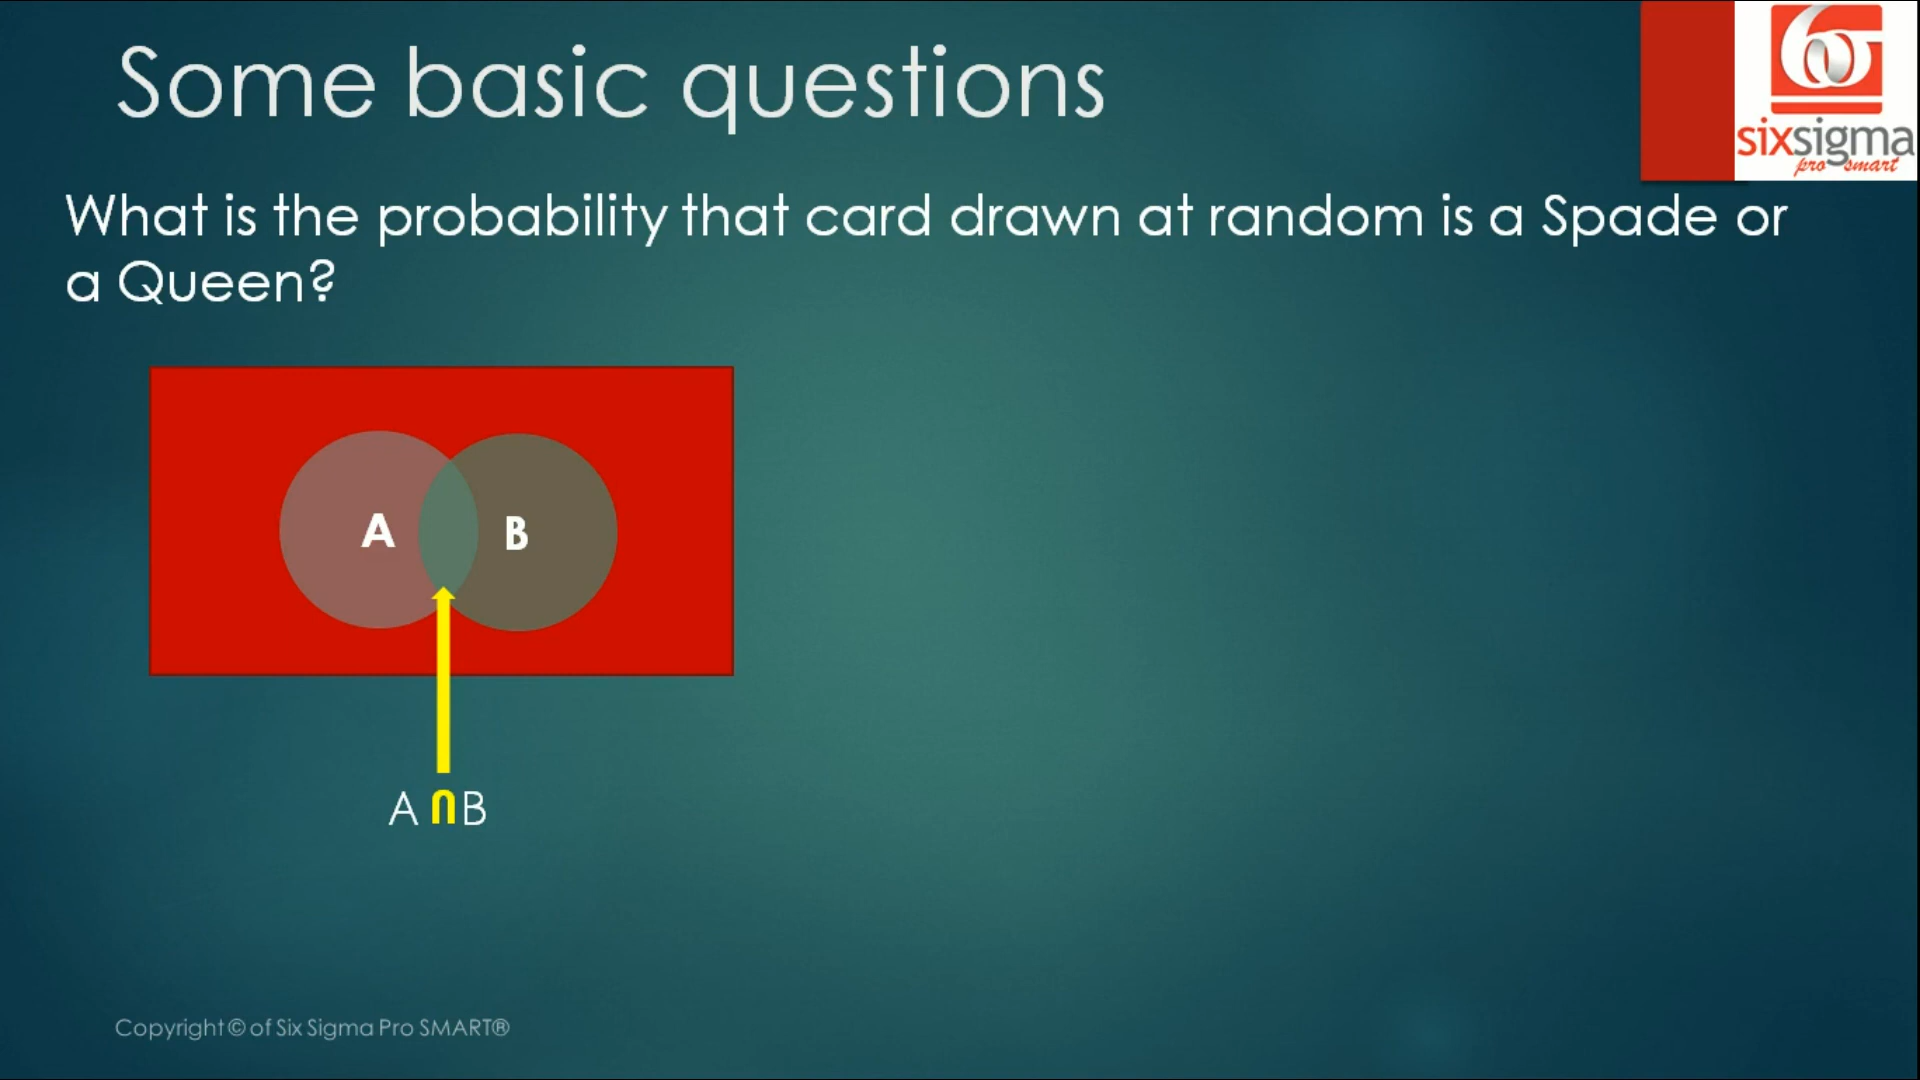 Some basic questions
sixsigma
pro smart
What is the probability that card drawn at random is a Spade or
a Queen?
A
B
A ∩ B
Copyright © of Six Sigma Pro SMART®